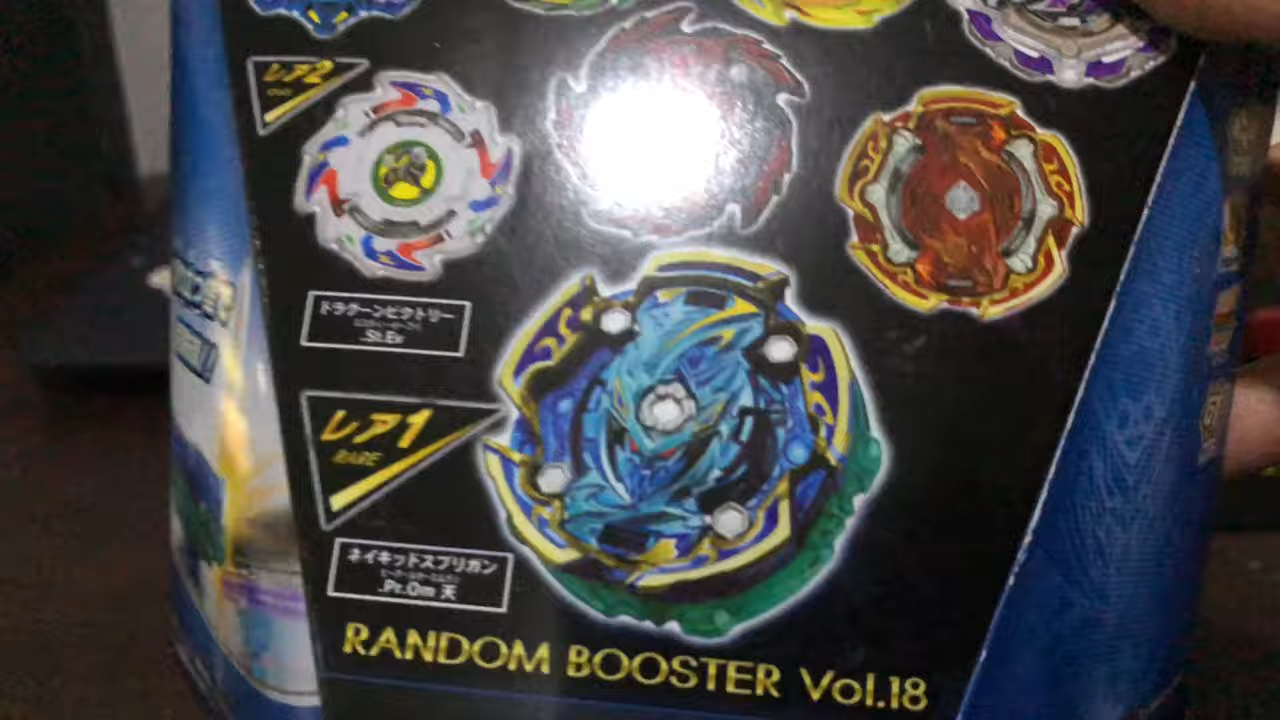 レア2
ドラグーンビクトリー
.St.Ev
レア1
RARE
ネイキッドスプリガン
.Pr.Om 天
RANDOM BOOSTER Vol.18